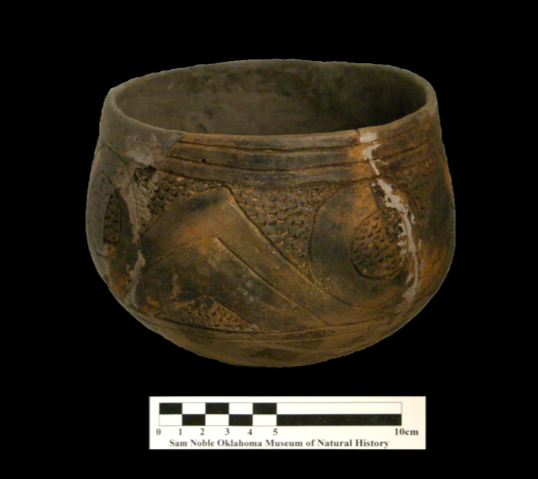 0 1 2 3 4 5 10cm
Sam Noble Oklahoma Museum of Natural History